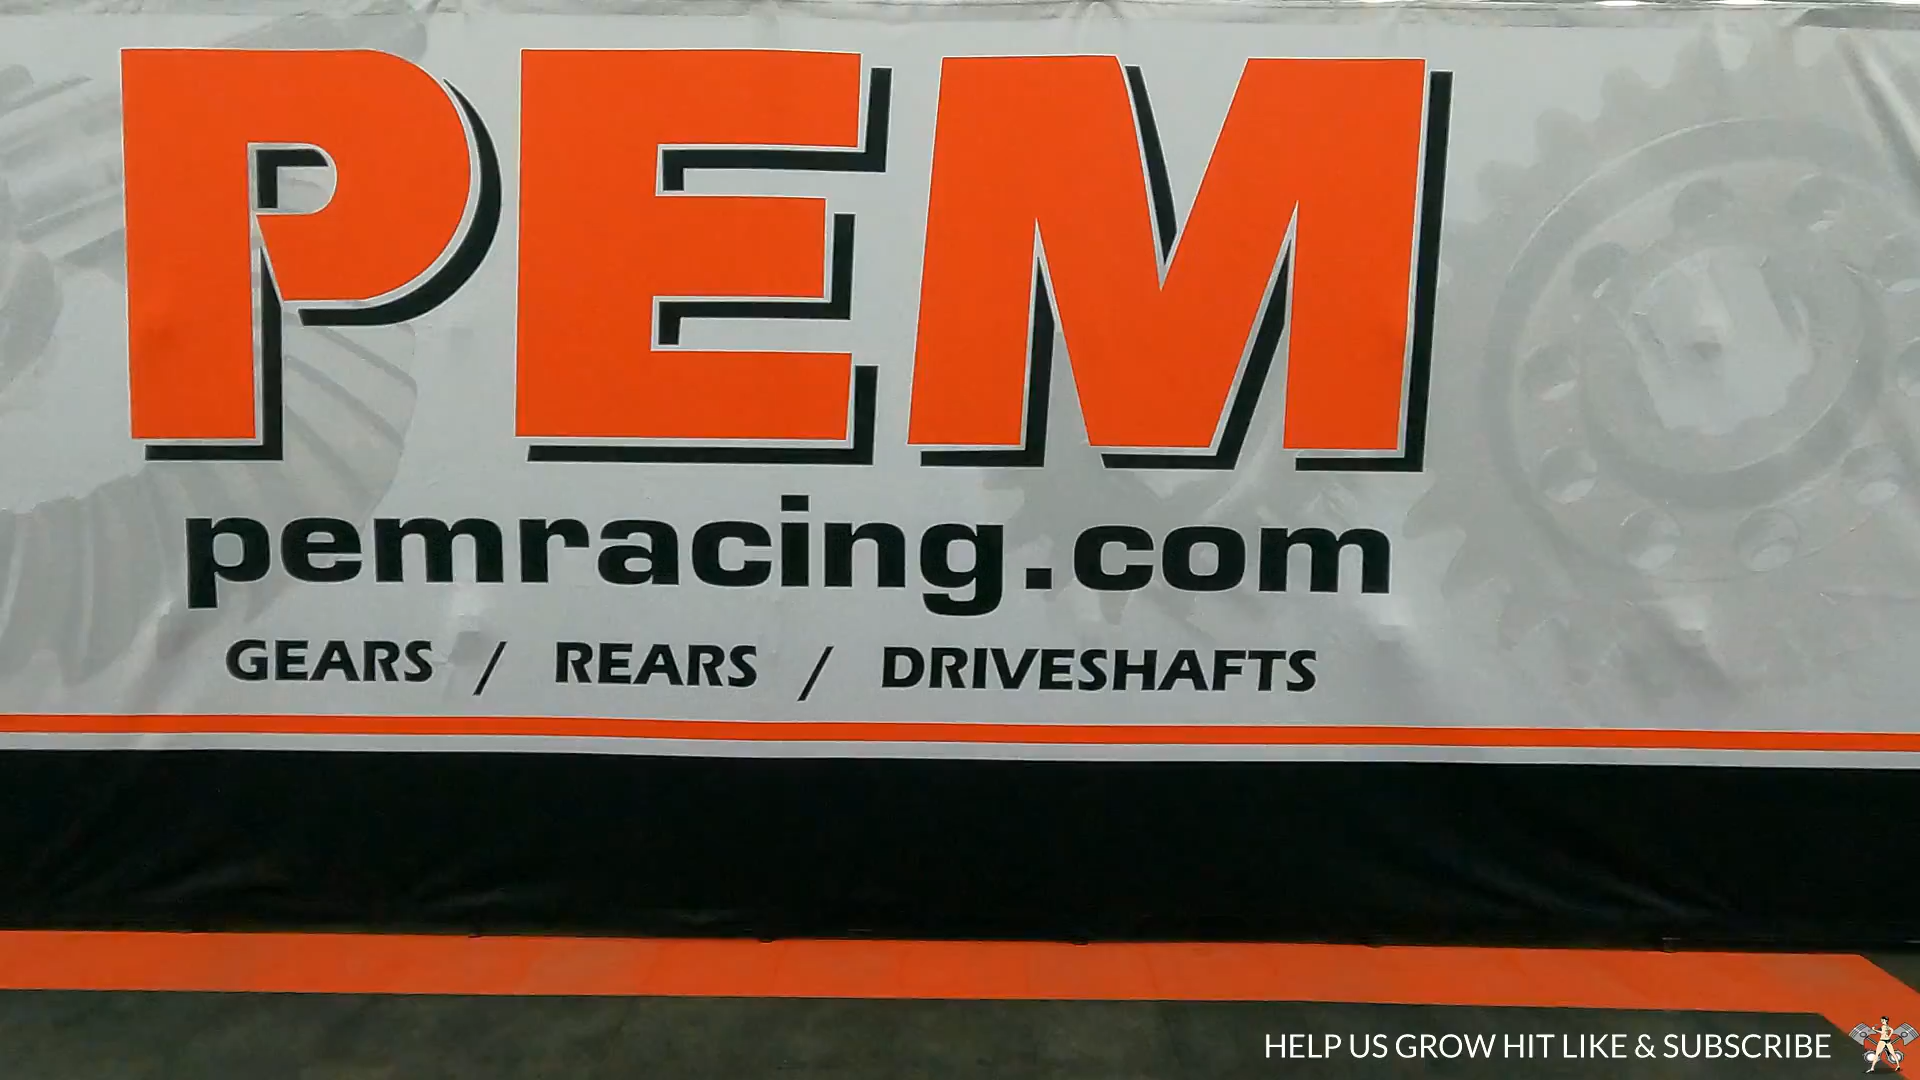 PEM
pemracing.com
GEARS / REARS / DRIVESHAFTS
HELP US GROW HIT LIKE & SUBSCRIBE